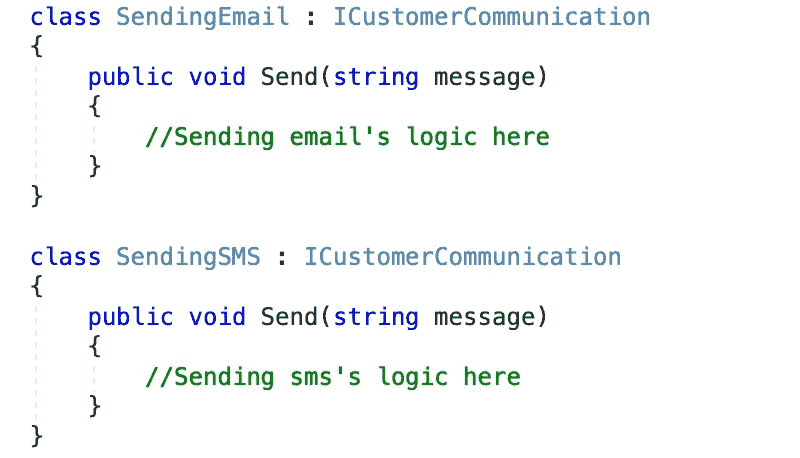 class SendingEmail : ICustomerCommunication
{
    public void Send(string message)
    {
        //Sending email's logic here
    }
}

class SendingSMS : ICustomerCommunication
{
    public void Send(string message)
    {
        //Sending sms's logic here
    }
}